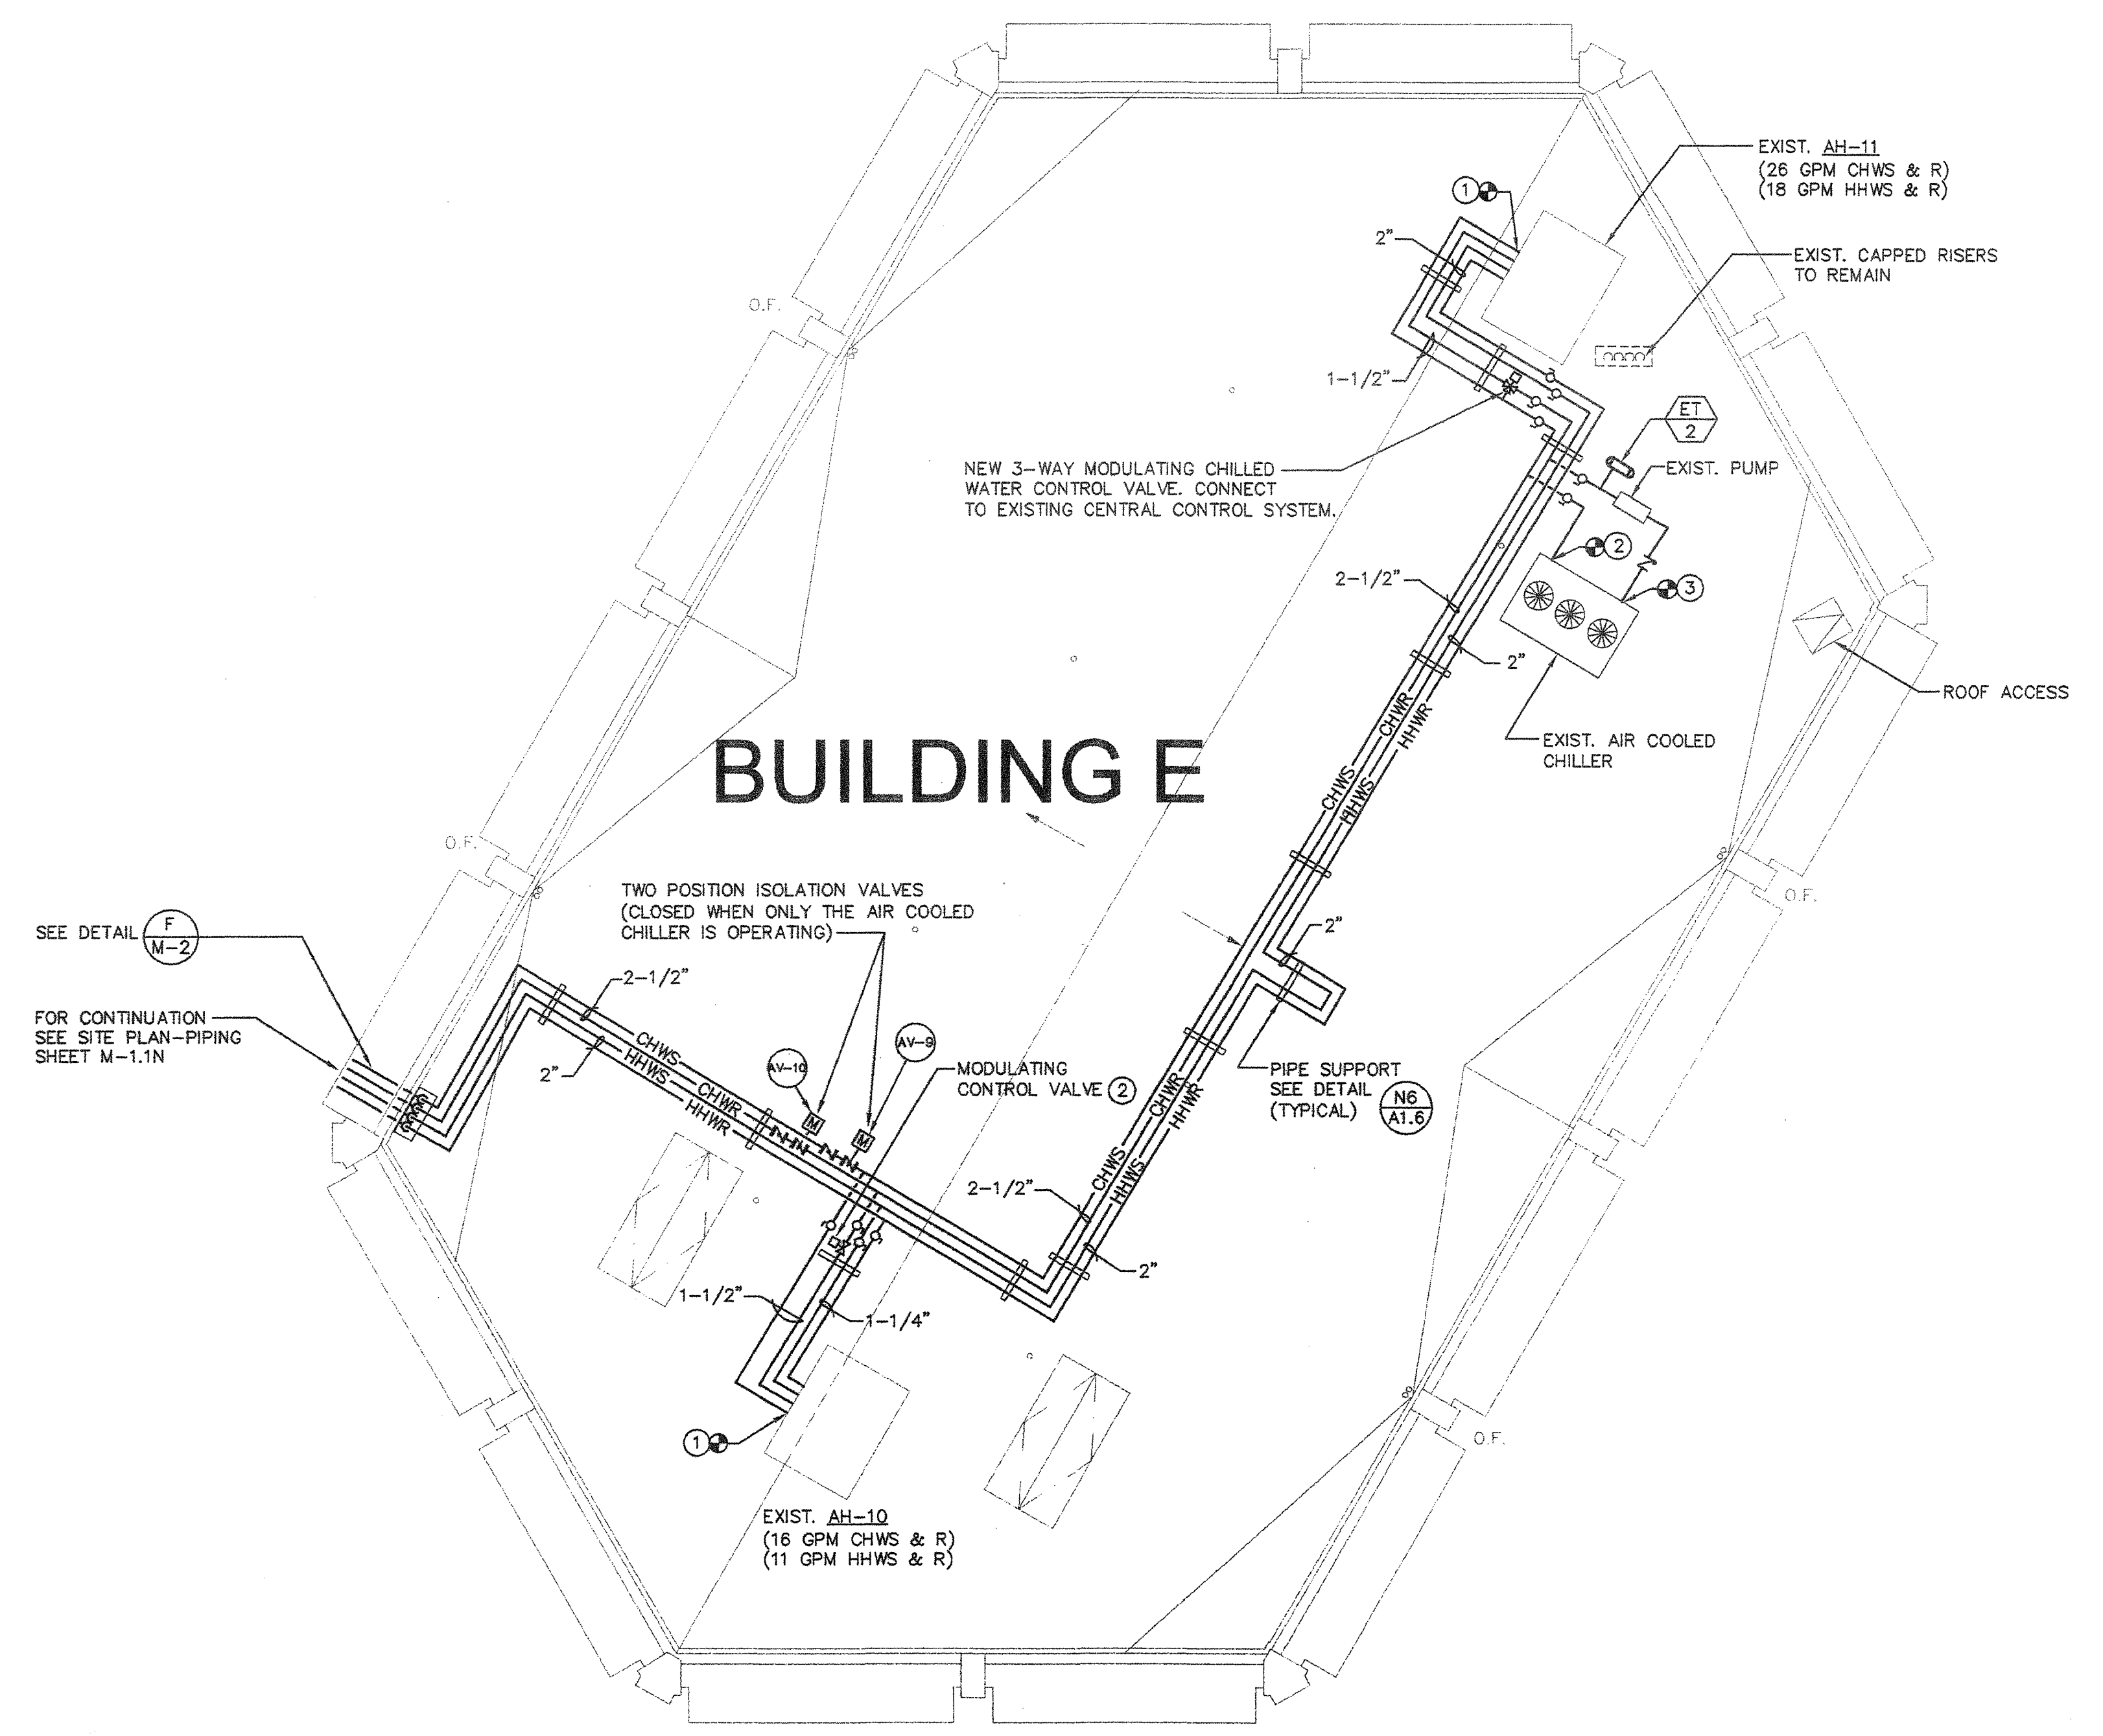 EXIST. AH-11
(26 GPM CHWS & R)
(18 GPM HHWS & R)
1
2"
EXIST. CAPPED RISERS
TO REMAIN
O.F.
1-1/2"
ET
2
NEW 3-WAY MODULATING CHILLED
WATER CONTROL VALVE. CONNECT
TO EXISTING CENTRAL CONTROL SYSTEM.
EXIST. PUMP
2
2-1/2"
3
2"
ROOF ACCESS
CHWR
HHWR
EXIST. AIR COOLED
CHILLER
BUILDING E
CHWS
HHWS
O.F.
TWO POSITION ISOLATION VALVES
(CLOSED WHEN ONLY THE AIR COOLED
CHILLER IS OPERATING)
O.F.
SEE DETAIL
F
M-2
2"
2-1/2"
FOR CONTINUATION
SEE SITE PLAN-PIPING
SHEET M-1.1N
CHWS
HHWS
2"
AV-10
AV-9
MODULATING
CONTROL VALVE 2
PIPE SUPPORT
SEE DETAIL
(TYPICAL)
N6
A1.6
CHWR
HHWR
M
M
CHWR
HHWR
CHWS
HHWS
2-1/2"
2"
1-1/2"
1-1/4"
1
O.F.
EXIST. AH-10
(16 GPM CHWS & R)
(11 GPM HHWS & R)